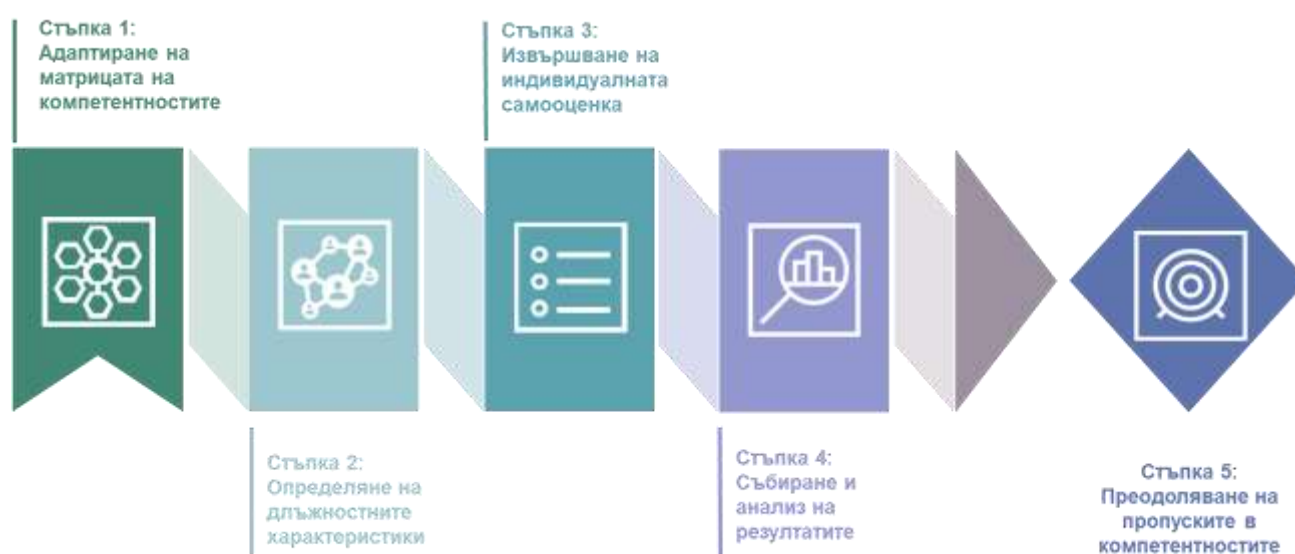 Стъпка 1:
Адаптиране на
матрицата на
компетентностите
Стъпка 2:
Определяне на
длъжностните
характеристики
Стъпка 3:
Извършване на
индивидуалната
самооценка
Стъпка 4:
Събиране и
анализ на
резултатите
Стъпка 5:
Преодоляване на
пропуските в
компетентностите